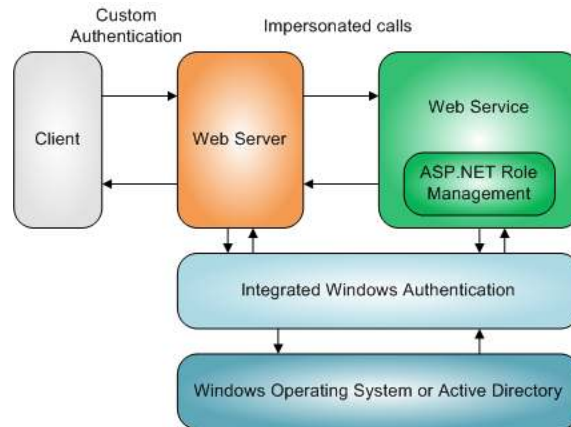 Custom
Authentication
Impersonated calls
Client
Web Server
Web Service
ASP.NET Role
Management
Integrated Windows Authentication
Windows Operating System or Active Directory